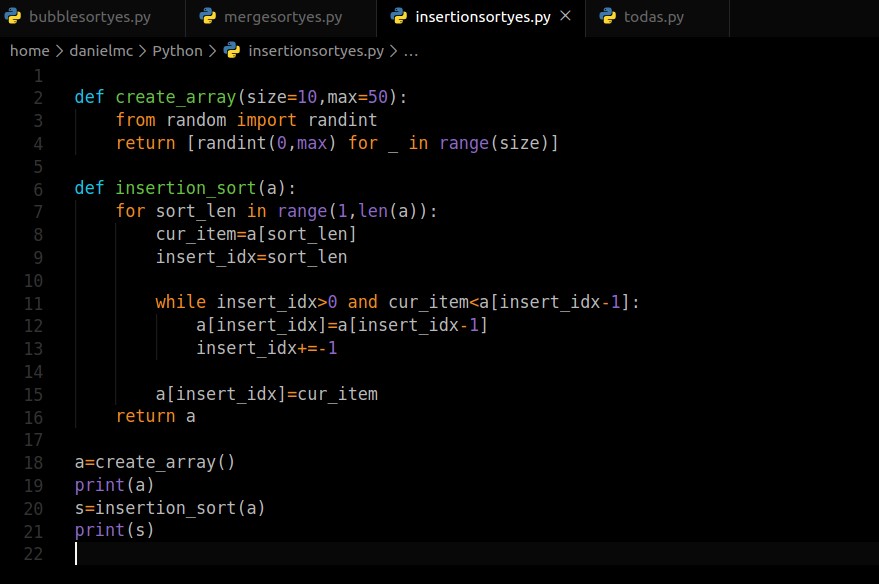 bubblesortyes.py mergesortyes.py insertionsortyes.py × todas.py
home > danielmc > Python > insertionsortyes.py > ...
1
2 def create_array(size=10,max=50):
3     from random import randint
4     return [randint(0,max) for _ in range(size)]
5
6 def insertion_sort(a):
7     for sort_len in range(1,len(a)):
8         cur_item=a[sort_len]
9         insert_idx=sort_len
10
11         while insert_idx>0 and cur_item<a[insert_idx-1]:
12             a[insert_idx]=a[insert_idx-1]
13             insert_idx+=-1
14
15         a[insert_idx]=cur_item
16     return a
17
18 a=create_array()
19 print(a)
20 s=insertion_sort(a)
21 print(s)
22